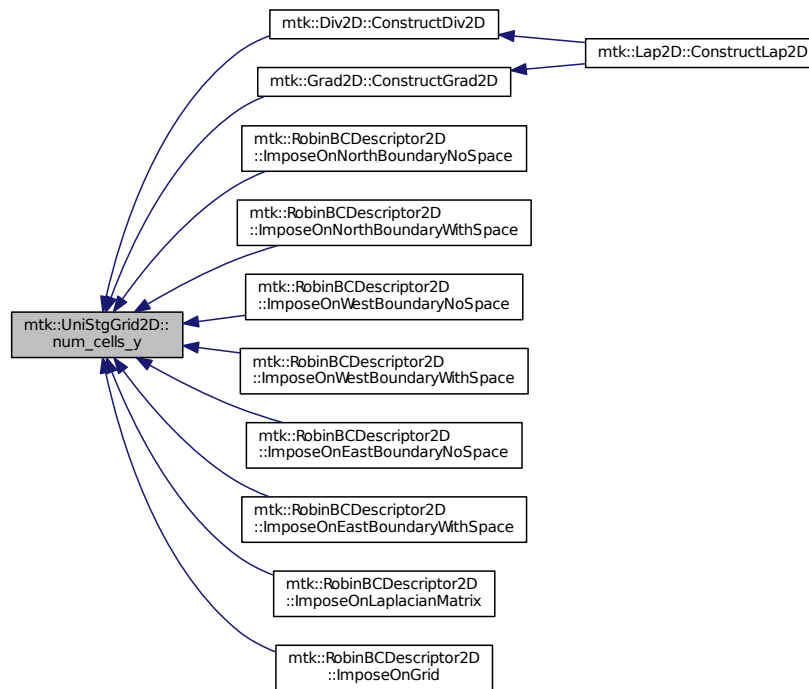 mtk::Div2D::ConstructDiv2D
mtk::Lap2D::ConstructLap2D
mtk::Grad2D::ConstructGrad2D
mtk::RobinBCDescriptor2D
::ImposeOnNorthBoundaryNoSpace
mtk::RobinBCDescriptor2D
::ImposeOnNorthBoundaryWithSpace
mtk::RobinBCDescriptor2D
::ImposeOnWestBoundaryNoSpace
mtk::UniStgGrid2D::
num_cells_y
mtk::RobinBCDescriptor2D
::ImposeOnWestBoundaryWithSpace
mtk::RobinBCDescriptor2D
::ImposeOnEastBoundaryNoSpace
mtk::RobinBCDescriptor2D
::ImposeOnEastBoundaryWithSpace
mtk::RobinBCDescriptor2D
::ImposeOnLaplacianMatrix
mtk::RobinBCDescriptor2D
::ImposeOnGrid